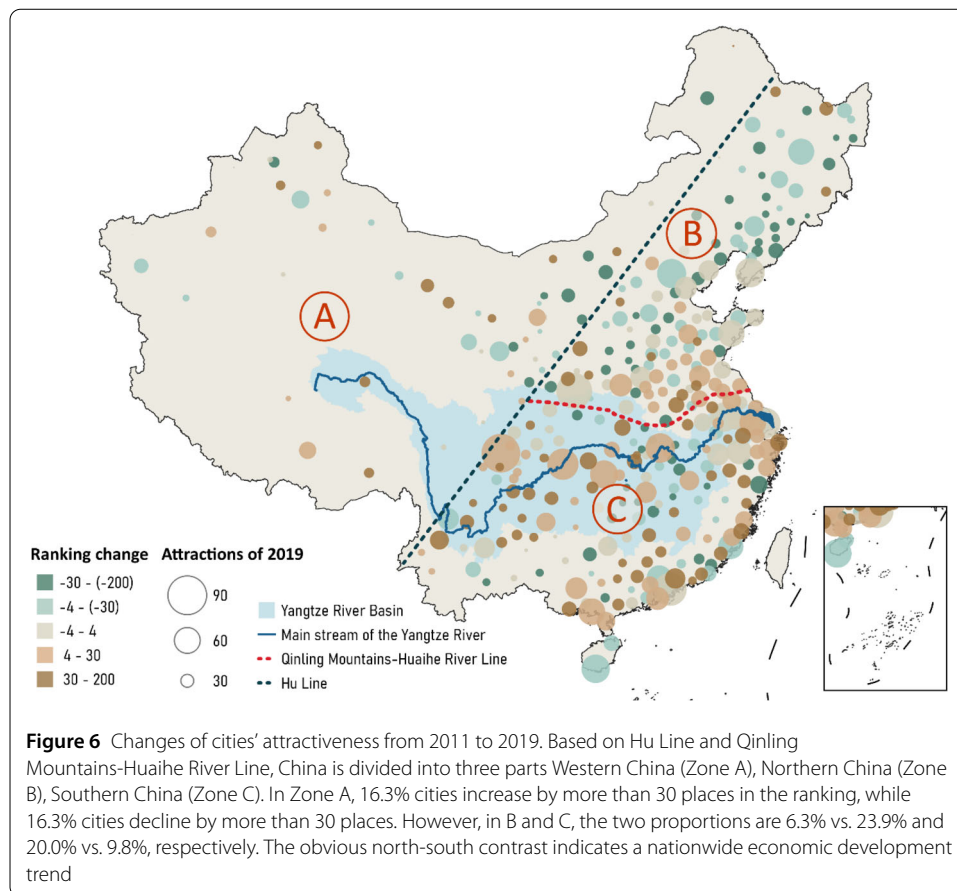 A
B
C
Ranking change
-30 - (-200)
-4 - (-30)
-4 - 4
4 - 30
30 - 200
Attractions of 2019
90
60
30
Yangtze River Basin
Main stream of the Yangtze River
Qinling Mountains-Huaihe River Line
Hu Line
Figure 6 Changes of cities' attractiveness from 2011 to 2019. Based on Hu Line and Qinling
Mountains-Huaihe River Line, China is divided into three parts Western China (Zone A), Northern China (Zone
B), Southern China (Zone C). In Zone A, 16.3% cities increase by more than 30 places in the ranking, while
16.3% cities decline by more than 30 places. However, in B and C, the two proportions are 6.3% vs. 23.9% and
20.0% vs. 9.8%, respectively. The obvious north-south contrast indicates a nationwide economic development
trend